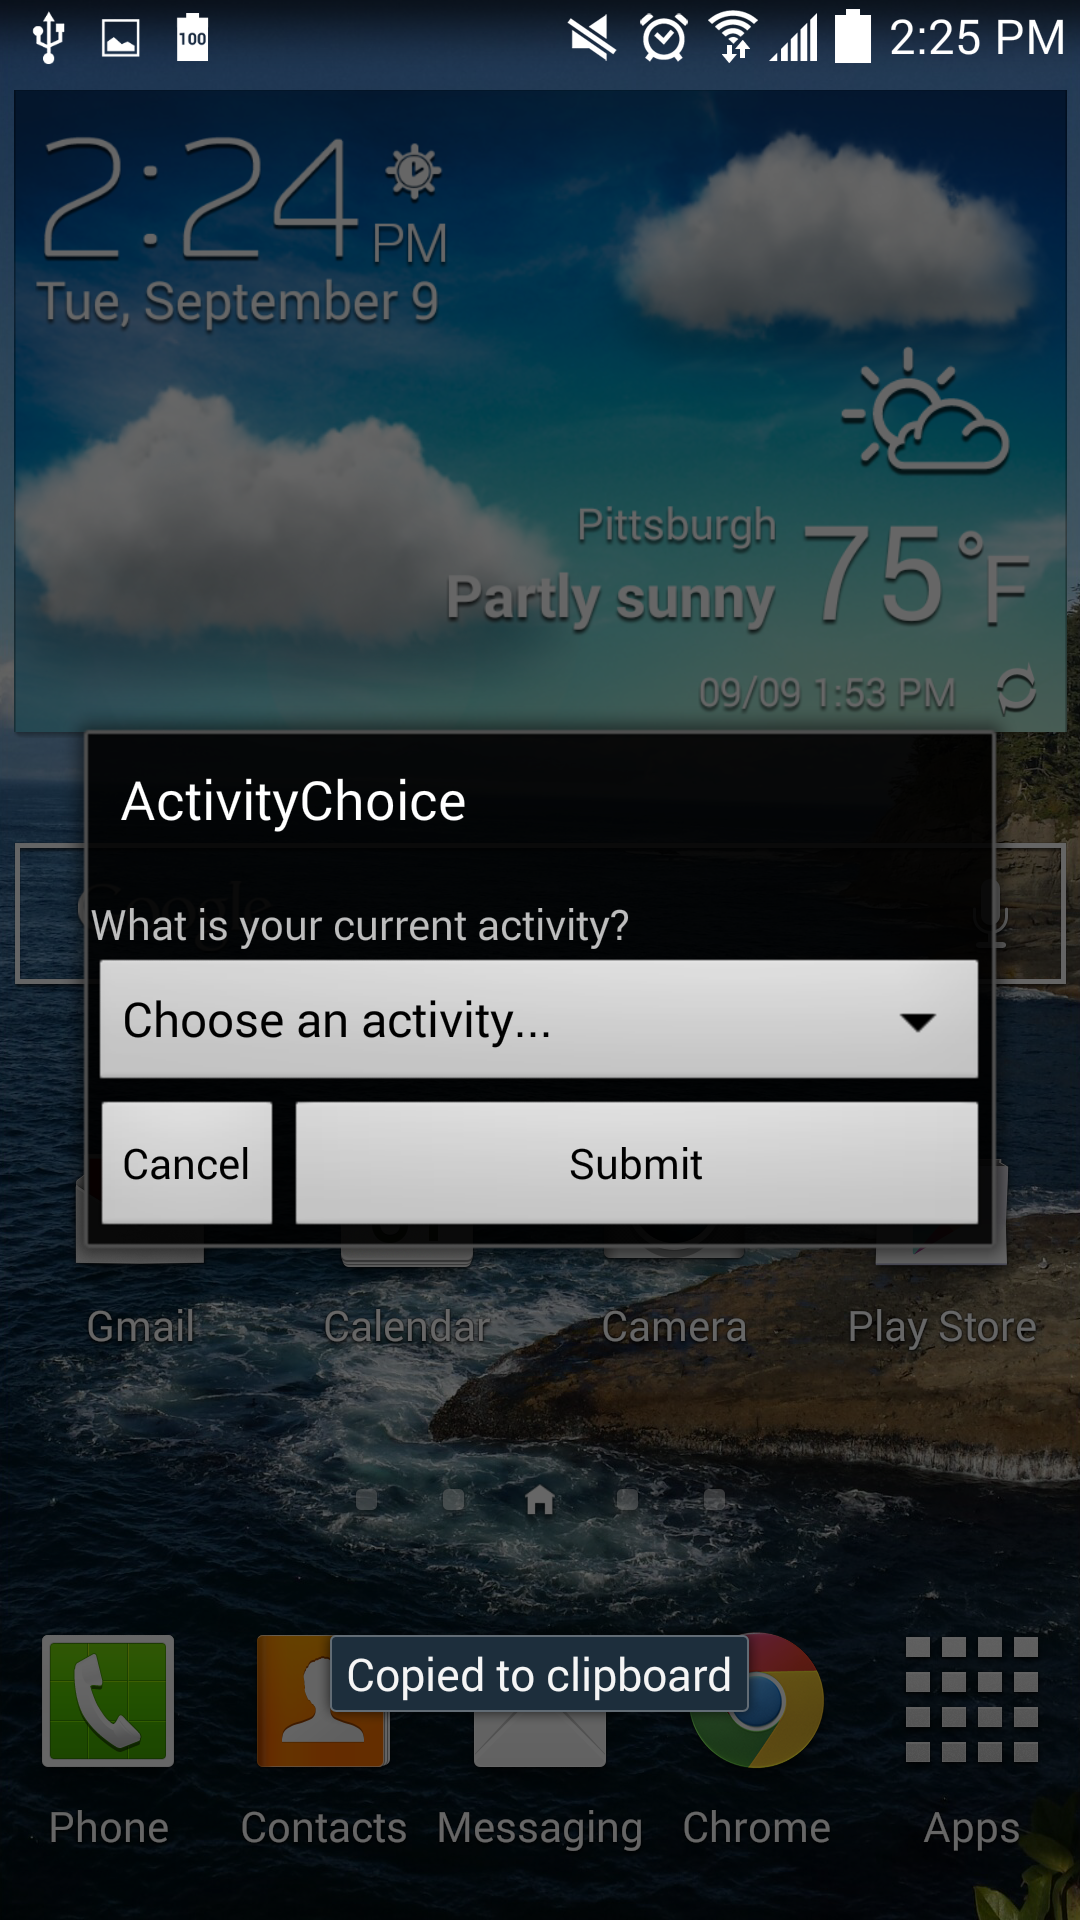 100
2:25 PM
2:24 PM
Tue, September 9
Pittsburgh
Partly sunny
75°F
09/09 1:53 PM
ActivityChoice
Google
What is your current activity?
Choose an activity...
Cancel
Submit
Gmail
Calendar
Camera
Play Store
Copied to clipboard
Phone
Contacts
Messaging
Chrome
Apps